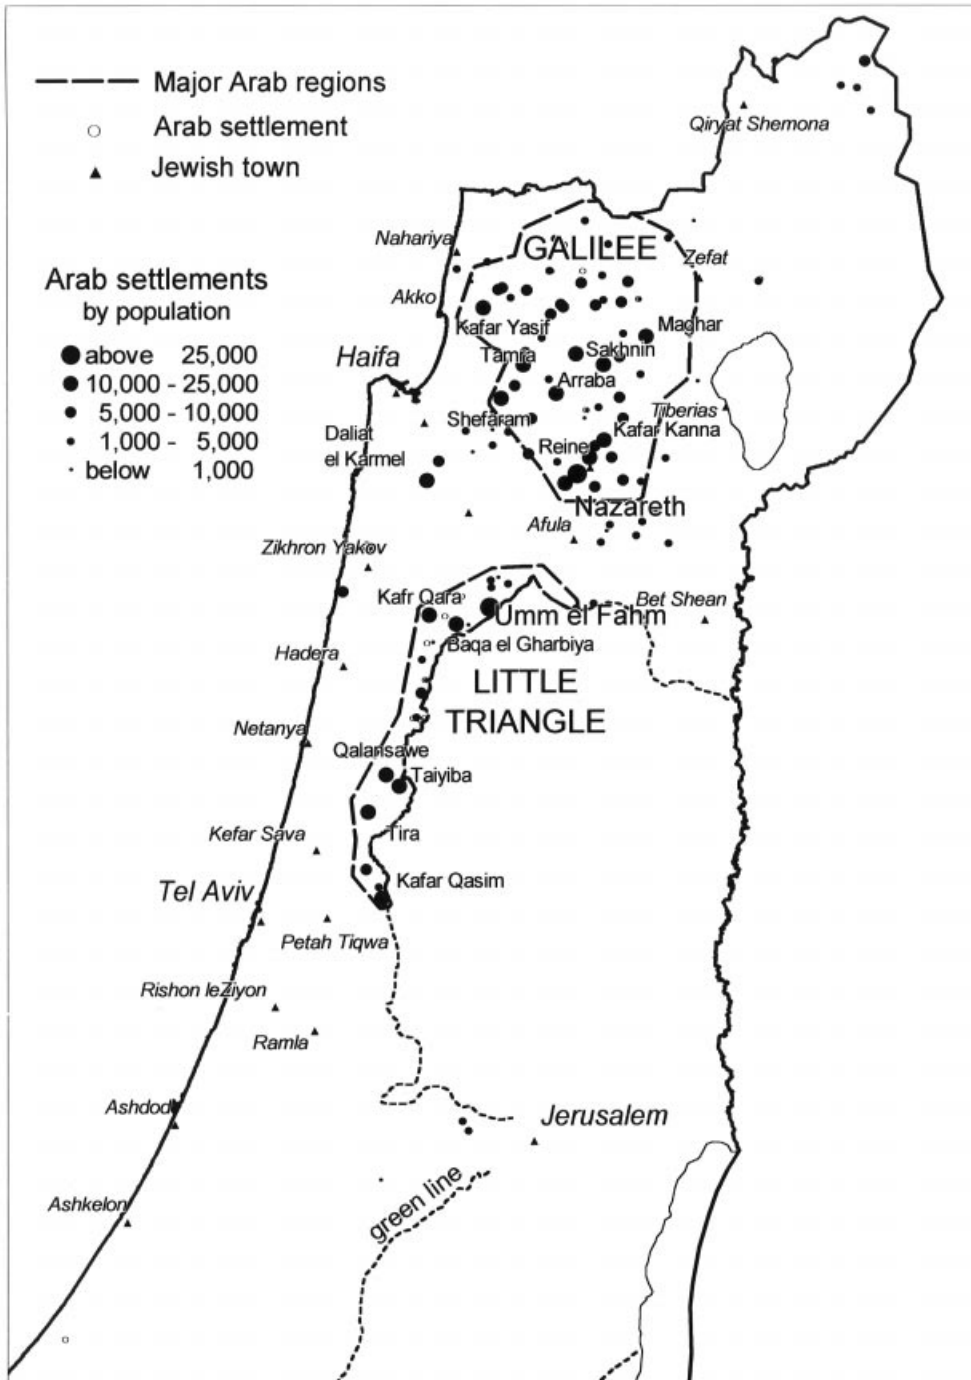 Major Arab regions
Arab settlement
Jewish town
Qiryat Shemona
Nahariya
GALILEE
Zefat
Arab settlements
by population
Akko
above 25,000
10,000 - 25,000
5,000 - 10,000
1,000 - 5,000
below 1,000
Kafar Yasif
Maghar
Haifa
Tamra
Sakhnin
Arraba
Shefaram
Tiberias
Daliat
el Karmel
Kafar Kanna
Reine
Nazareth
Afula
Zikhron Yakov
Kafr Qara
Bet Shean
Umm el Fahm
Baqa el Gharbiya
Hadera
LITTLE
TRIANGLE
Netanya
Qalansawe
Taiyiba
Kefar Sava
Tira
Tel Aviv
Kafar Qasim
Petah Tiqwa
Rishon leZiyon
Ramla
Ashdod
Jerusalem
Ashkelon
green line